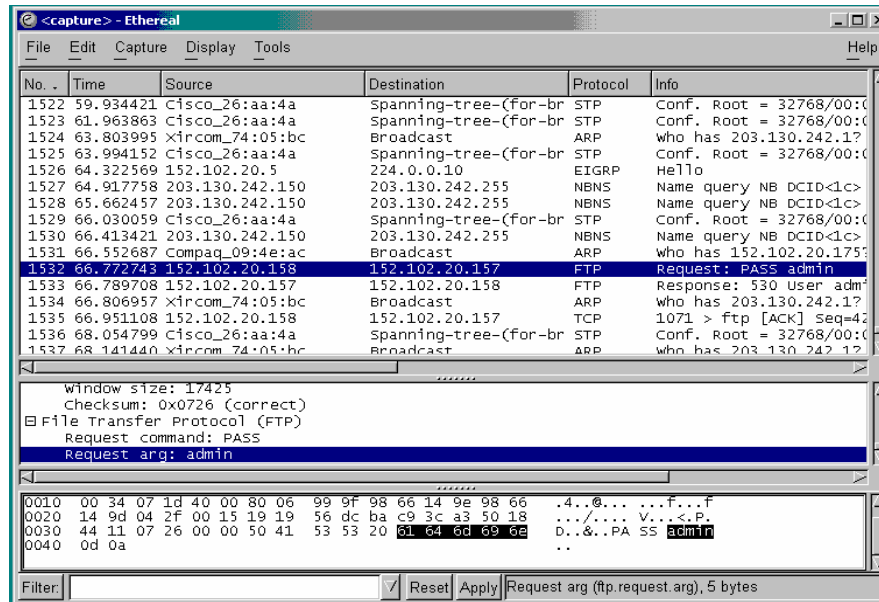 <capture> - Ethereal
File Edit Capture Display Tools Help
No. . Time Source Destination Protocol Info
1522 59.934421 Cisco_26:aa:4a Spanning-tree-(for-br STP Conf. Root = 32768/00:
1523 61.963863 Cisco_26:aa:4a Spanning-tree-(for-br STP Conf. Root = 32768/00:
1524 63.803995 Xircom_74:05:bc Broadcast ARP who has 203.130.242.1?
1525 63.994152 Cisco_26:aa:4a Spanning-tree-(for-br STP Conf. Root = 32768/00:
1526 64.322569 152.102.20.5 224.0.0.10 EIGRP Hello
1527 64.917758 203.130.242.150 203.130.242.255 NBNS Name query NB DCID<1c>
1528 65.662457 203.130.242.150 203.130.242.255 NBNS Name query NB DCID<1c>
1529 66.030059 Cisco_26:aa:4a Spanning-tree-(for-br STP Conf. Root = 32768/00:
1530 66.413421 203.130.242.150 203.130.242.255 NBNS Name query NB DCID<1c>
1531 66.552687 Compaq_09:4e:ac Broadcast ARP who has 152.102.20.175?
1532 66.772743 152.102.20.158 152.102.20.157 FTP Request: PASS admin
1533 66.789708 152.102.20.157 152.102.20.158 FTP Response: 530 User adm
1534 66.806957 Xircom_74:05:bc Broadcast ARP who has 203.130.242.1?
1535 66.951108 152.102.20.158 152.102.20.157 TCP 1071 > ftp [ACK] Seq=42
1536 68.054799 Cisco_26:aa:4a Spanning-tree-(for-br STP Conf. Root = 32768/00:
1537 68.141440 Xircom_74:05:bc Broadcast ARP who has 203.130.242.1?
Window size: 17425
Checksum: 0x0726 (correct)
File Transfer Protocol (FTP)
Request command: PASS
Request arg: admin
0010 00 34 07 1d 40 00 80 06 99 9f 98 66 14 9e 98 66 .4..@... ...f...f
0020 14 9d 04 2f 00 15 19 19 56 dc ba c9 3c a3 50 18 .../.... V...<.P.
0030 44 11 07 26 00 00 50 41 53 53 20 61 64 6d 69 6e D..&..PA SS admin
0040 0d 0a ..
Filter: Reset Apply Request arg (ftp.request.arg), 5 bytes